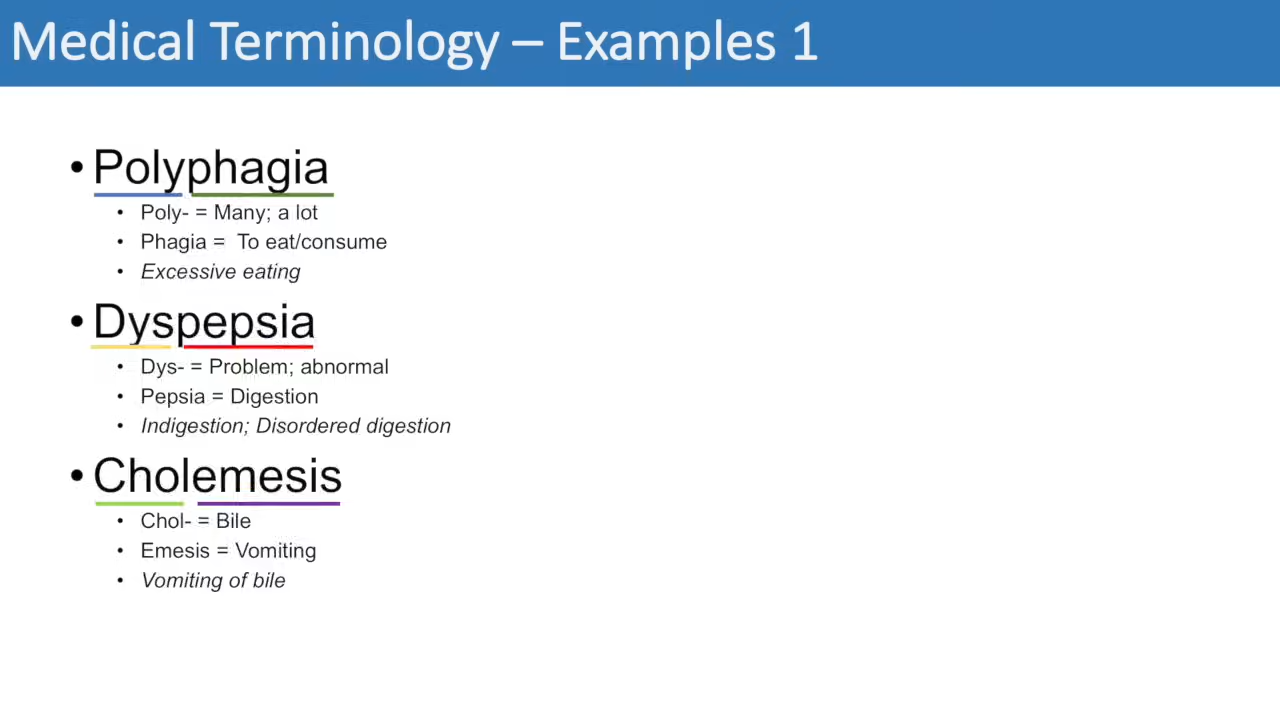 Medical Terminology – Examples 1
• Polyphagia
• Poly- = Many; a lot
• Phagia = To eat/consume
• Excessive eating
• Dyspepsia
• Dys- = Problem; abnormal
• Pepsia = Digestion
• Indigestion; Disordered digestion
• Cholemesis
• Chol- = Bile
• Emesis = Vomiting
• Vomiting of bile